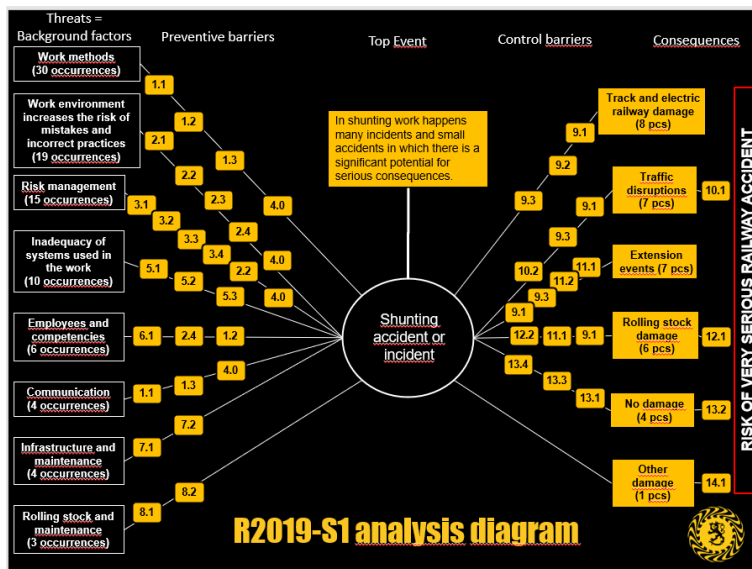 Threats =
Background factors
Preventive barriers
Top Event
Control barriers
Consequences
Work methods
(30 occurrences)
1.1
1.2
1.3
4.0
Work environment
increases the risk of
mistakes and
incorrect practices
(19 occurrences)
2.1
2.2
2.3
2.4
4.0
Risk management
(15 occurrences)
3.1
3.2
3.3
3.4
2.2
4.0
Inadequacy of
systems used in
the work
(10 occurrences)
5.1
5.2
5.3
Employees and
competencies
(6 occurrences)
6.1
2.4
1.2
Communication
(4 occurrences)
1.1
1.3
4.0
Infrastructure and
maintenance
(4 occurrences)
7.1
7.2
Rolling stock and
maintenance
(3 occurrences)
8.1
8.2
In shunting work happens
many incidents and small
accidents in which there is a
significant potential for
serious consequences.
Shunting
accident or
incident
9.3
9.2
9.1
Track and electric
railway damage
(8 pcs)
10.2
9.3
9.1
Traffic
disruptions
(7 pcs)
10.1
9.1
9.3
11.2
11.1
Extension
events (7 pcs)
12.2
11.1
9.1
Rolling stock
damage
(6 pcs)
12.1
13.4
13.3
13.1
No damage
(4 pcs)
13.2
Other
damage
(1 pcs)
14.1
RISK OF VERY SERIOUS RAILWAY ACCIDENT
R2019-S1 analysis diagram